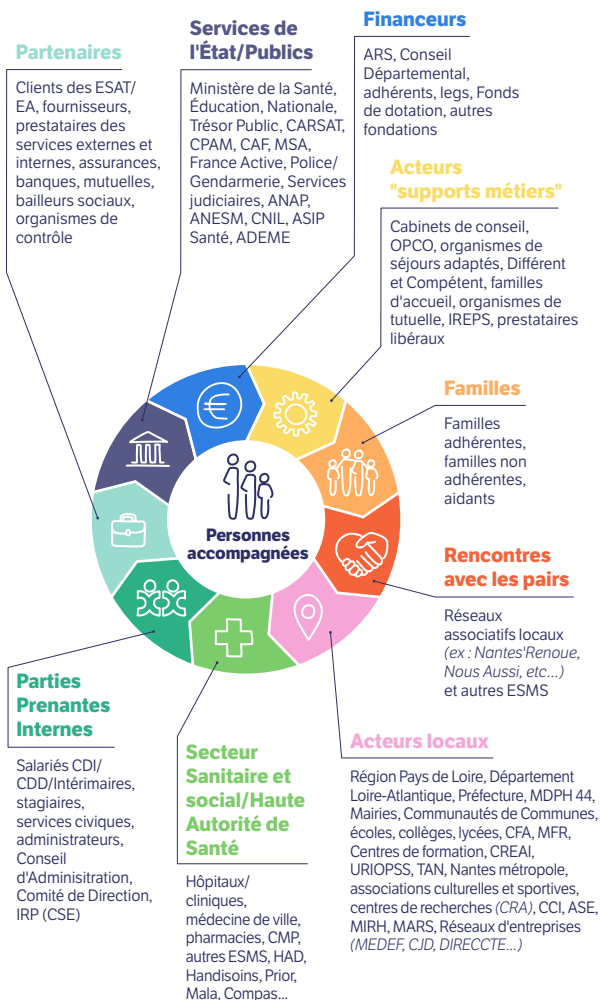 Partenaires
Clients des ESAT/
EA, fournisseurs,
prestataires des
services externes et
internes, assurances,
banques, mutuelles,
bailleurs sociaux,
organismes de
contrôle
Services de
l'État/Publics
Ministère de la Santé,
Éducation, Nationale,
Trésor Public, CARSAT,
CPAM, CAF, MSA,
France Active, Police/
Gendarmerie, Services
judiciaires, ANAP,
ANESM, CNIL, ASIP
Santé, ADEME
Financeurs
ARS, Conseil
Départemental,
adhérents, legs, Fonds
de dotation, autres
fondations
Acteurs
"supports métiers"
Cabinets de conseil,
OPCO, organismes de
séjours adaptés, Différent
et Compétent, familles
d'accueil, organismes de
tutuelle, IREPS, prestataires
libéraux
Familles
Familles
adhérentes,
familles non
adhérentes,
aidants
Personnes
accompagnées
Rencontres
avec les pairs
Réseaux
associatifs locaux
(ex : Nantes'Renoue,
Nous Aussi, etc...)
et autres ESMS
Parties
Prenantes
Internes
Salariés CDI/
CDD/Intérimaires,
stagiaires,
services civiques,
administrateurs,
Conseil
d'Adminisitration,
Comité de Direction,
IRP (CSE)
Secteur
Sanitaire et
social/Haute
Autorité de
Santé
Hôpitaux/
cliniques,
médecine de ville,
pharmacies, CMP,
autres ESMS, HAD,
Handisoins, Prior,
Mala, Compas...
Acteurs locaux
Région Pays de Loire, Département
Loire-Atlantique, Préfecture, MDPH 44,
Mairies, Communautés de Communes,
écoles, collèges, lycées, CFA, MFR,
Centres de formation, CREAI,
URIOPSS, TAN, Nantes métropole,
associations culturelles et sportives,
centres de recherches (CRA), CCI, ASE,
MIRH, MARS, Réseaux d'entreprises
(MEDEF, CJD, DIRECCTE...)